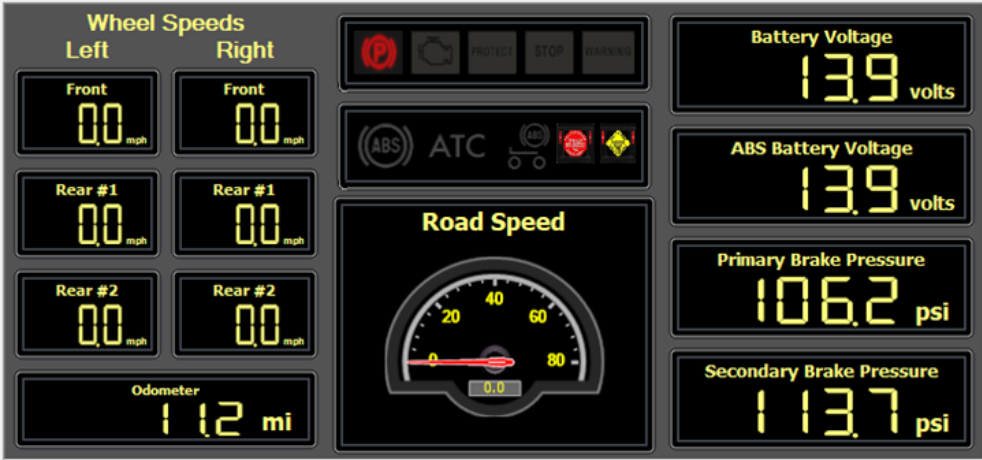 Wheel Speeds
Left Right
Front
0.0 mph
Front
0.0 mph
Rear #1
0.0 mph
Rear #1
0.0 mph
Rear #2
0.0 mph
Rear #2
0.0 mph
Odometer
11.2 mi
P
PROTECT
STOP
WARNING
ABS
ATC
ABS
Road Speed
0
20
40
60
80
0.0
Battery Voltage
13.9 volts
ABS Battery Voltage
13.9 volts
Primary Brake Pressure
106.2 psi
Secondary Brake Pressure
113.7 psi